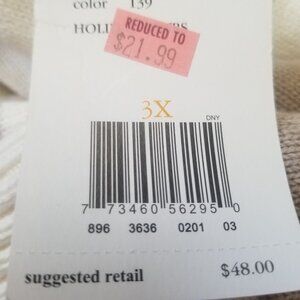 color 139
REDUCED TO
$21.99
3X
DNY
7 73460 56295 0
896 3636 0201 03
suggested retail $48.00